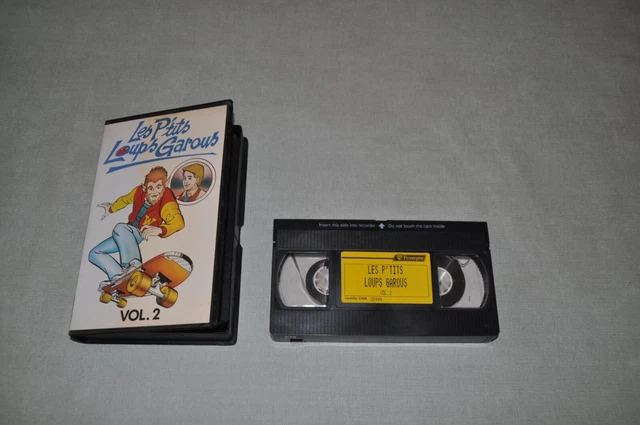 Les P'tits
Loups Garous
VOL. 2
Insert this side into recorder Do not touch the tape inside
LES P'TITS
LOUPS GAROUS